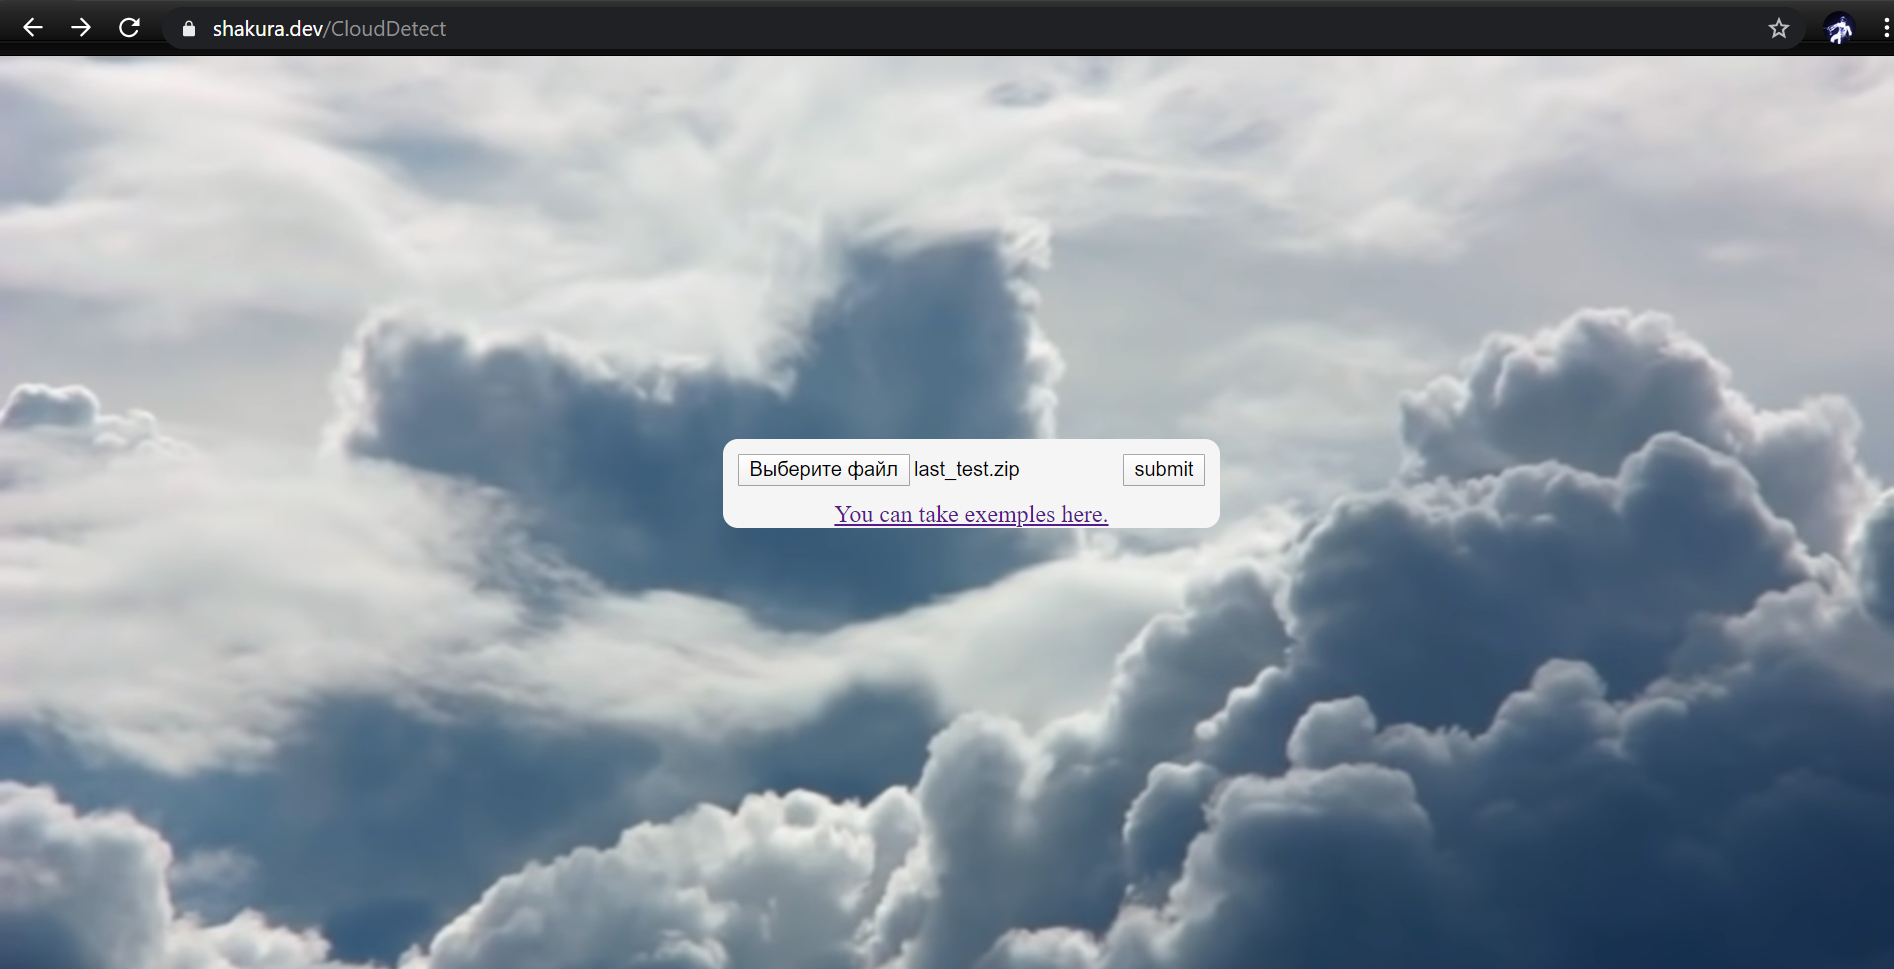 shakura.dev/CloudDetect
Выберите файл last_test.zip submit
You can take exemples here.